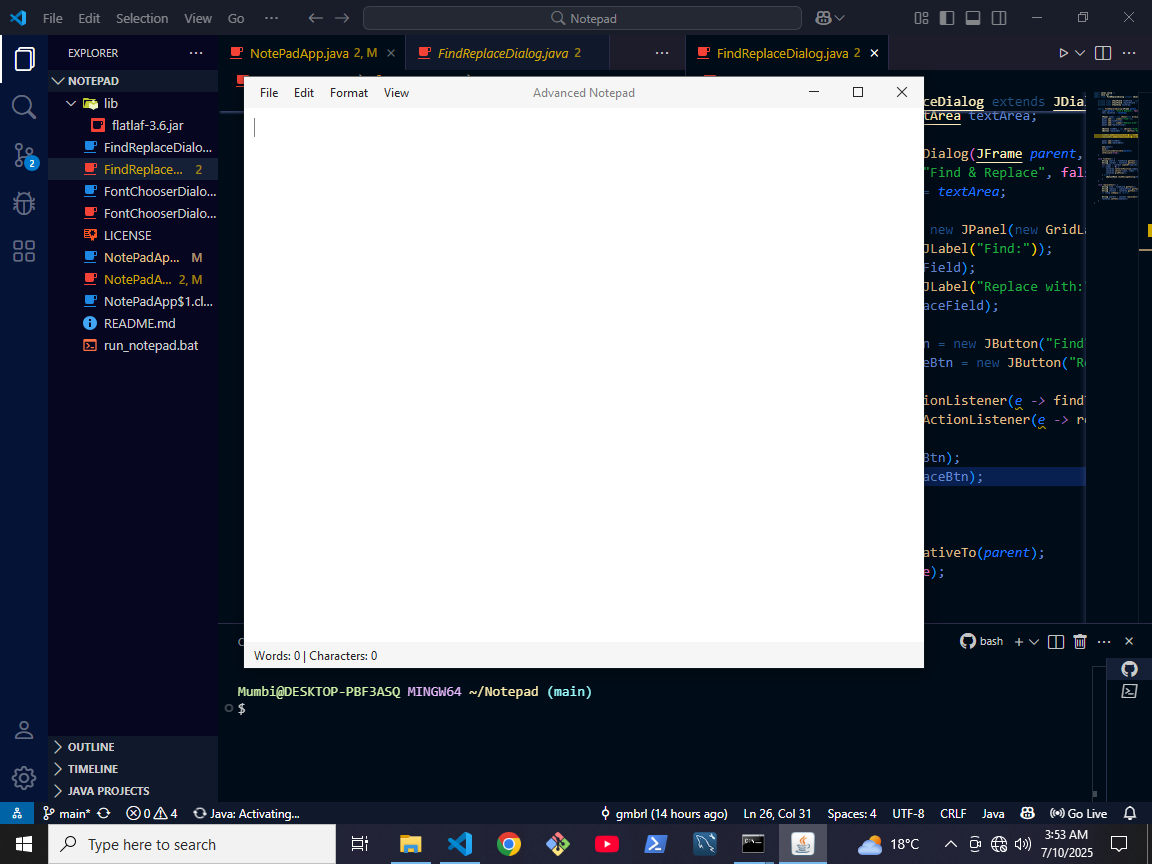 File Edit Selection View Go ··· Notepad
EXPLORER ···
NOTEPAD
lib
flatlaf-3.6.jar
FindReplaceDialo...
FindReplace... 2
FontChooserDialo...
FontChooserDialo...
LICENSE
NotePadAp... M
NotePadA... 2, M
NotePadApp$1.cl...
README.md
run_notepad.bat
OUTLINE
TIMELINE
JAVA PROJECTS
NotePadApp.java 2, M
FindReplaceDialog.java 2
FindReplaceDialog.java 2
File Edit Format View Advanced Notepad
Words: 0 | Characters: 0
ceDialog extends JDia
tArea textArea;
Dialog(JFrame parent,
"Find & Replace", fals
= textArea;
new JPanel(new GridLa
JLabel("Find:"));
Field);
JLabel("Replace with:
aceField);
n = new JButton("Find
eBtn = new JButton("Re
ionListener(e -> find
ActionListener(e -> re
Btn);
aceBtn);
ativeTo(parent);
e);
bash
Mumbi@DESKTOP-PBF3ASQ MINGW64 ~/Notepad (main)
$
2
main* 0 4 Java: Activating... gmbrl (14 hours ago) Ln 26, Col 31 Spaces: 4 UTF-8 CRLF Java Go Live
Type here to search
18°C
3:53 AM
7/10/2025